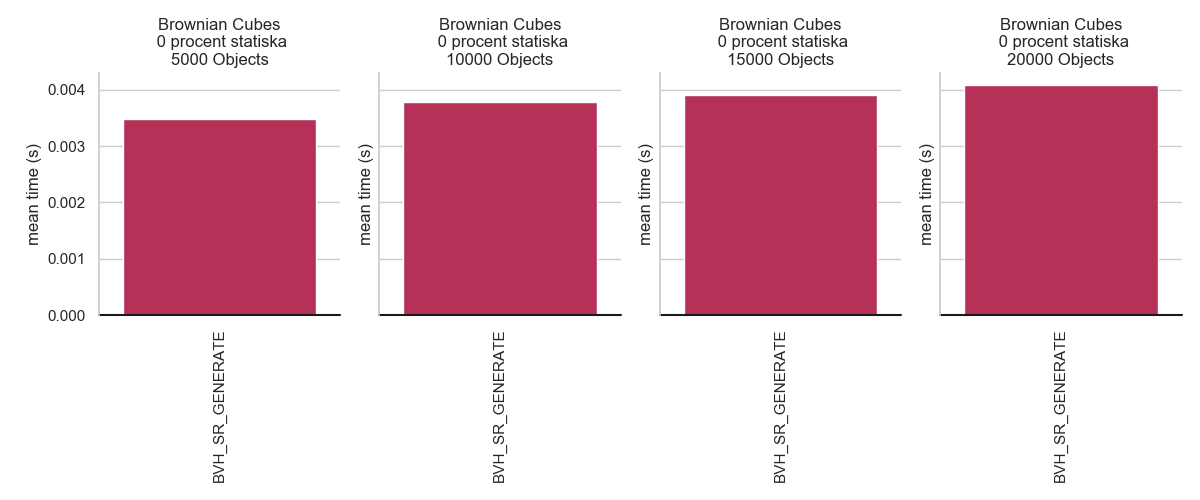 Brownian Cubes
0 procent statiska
5000 Objects
Brownian Cubes
0 procent statiska
10000 Objects
Brownian Cubes
0 procent statiska
15000 Objects
Brownian Cubes
0 procent statiska
20000 Objects
0.004
0.003
0.002
0.001
0.000
mean time (s)
mean time (s)
mean time (s)
mean time (s)
BVH_SR_GENERATE
BVH_SR_GENERATE
BVH_SR_GENERATE
BVH_SR_GENERATE